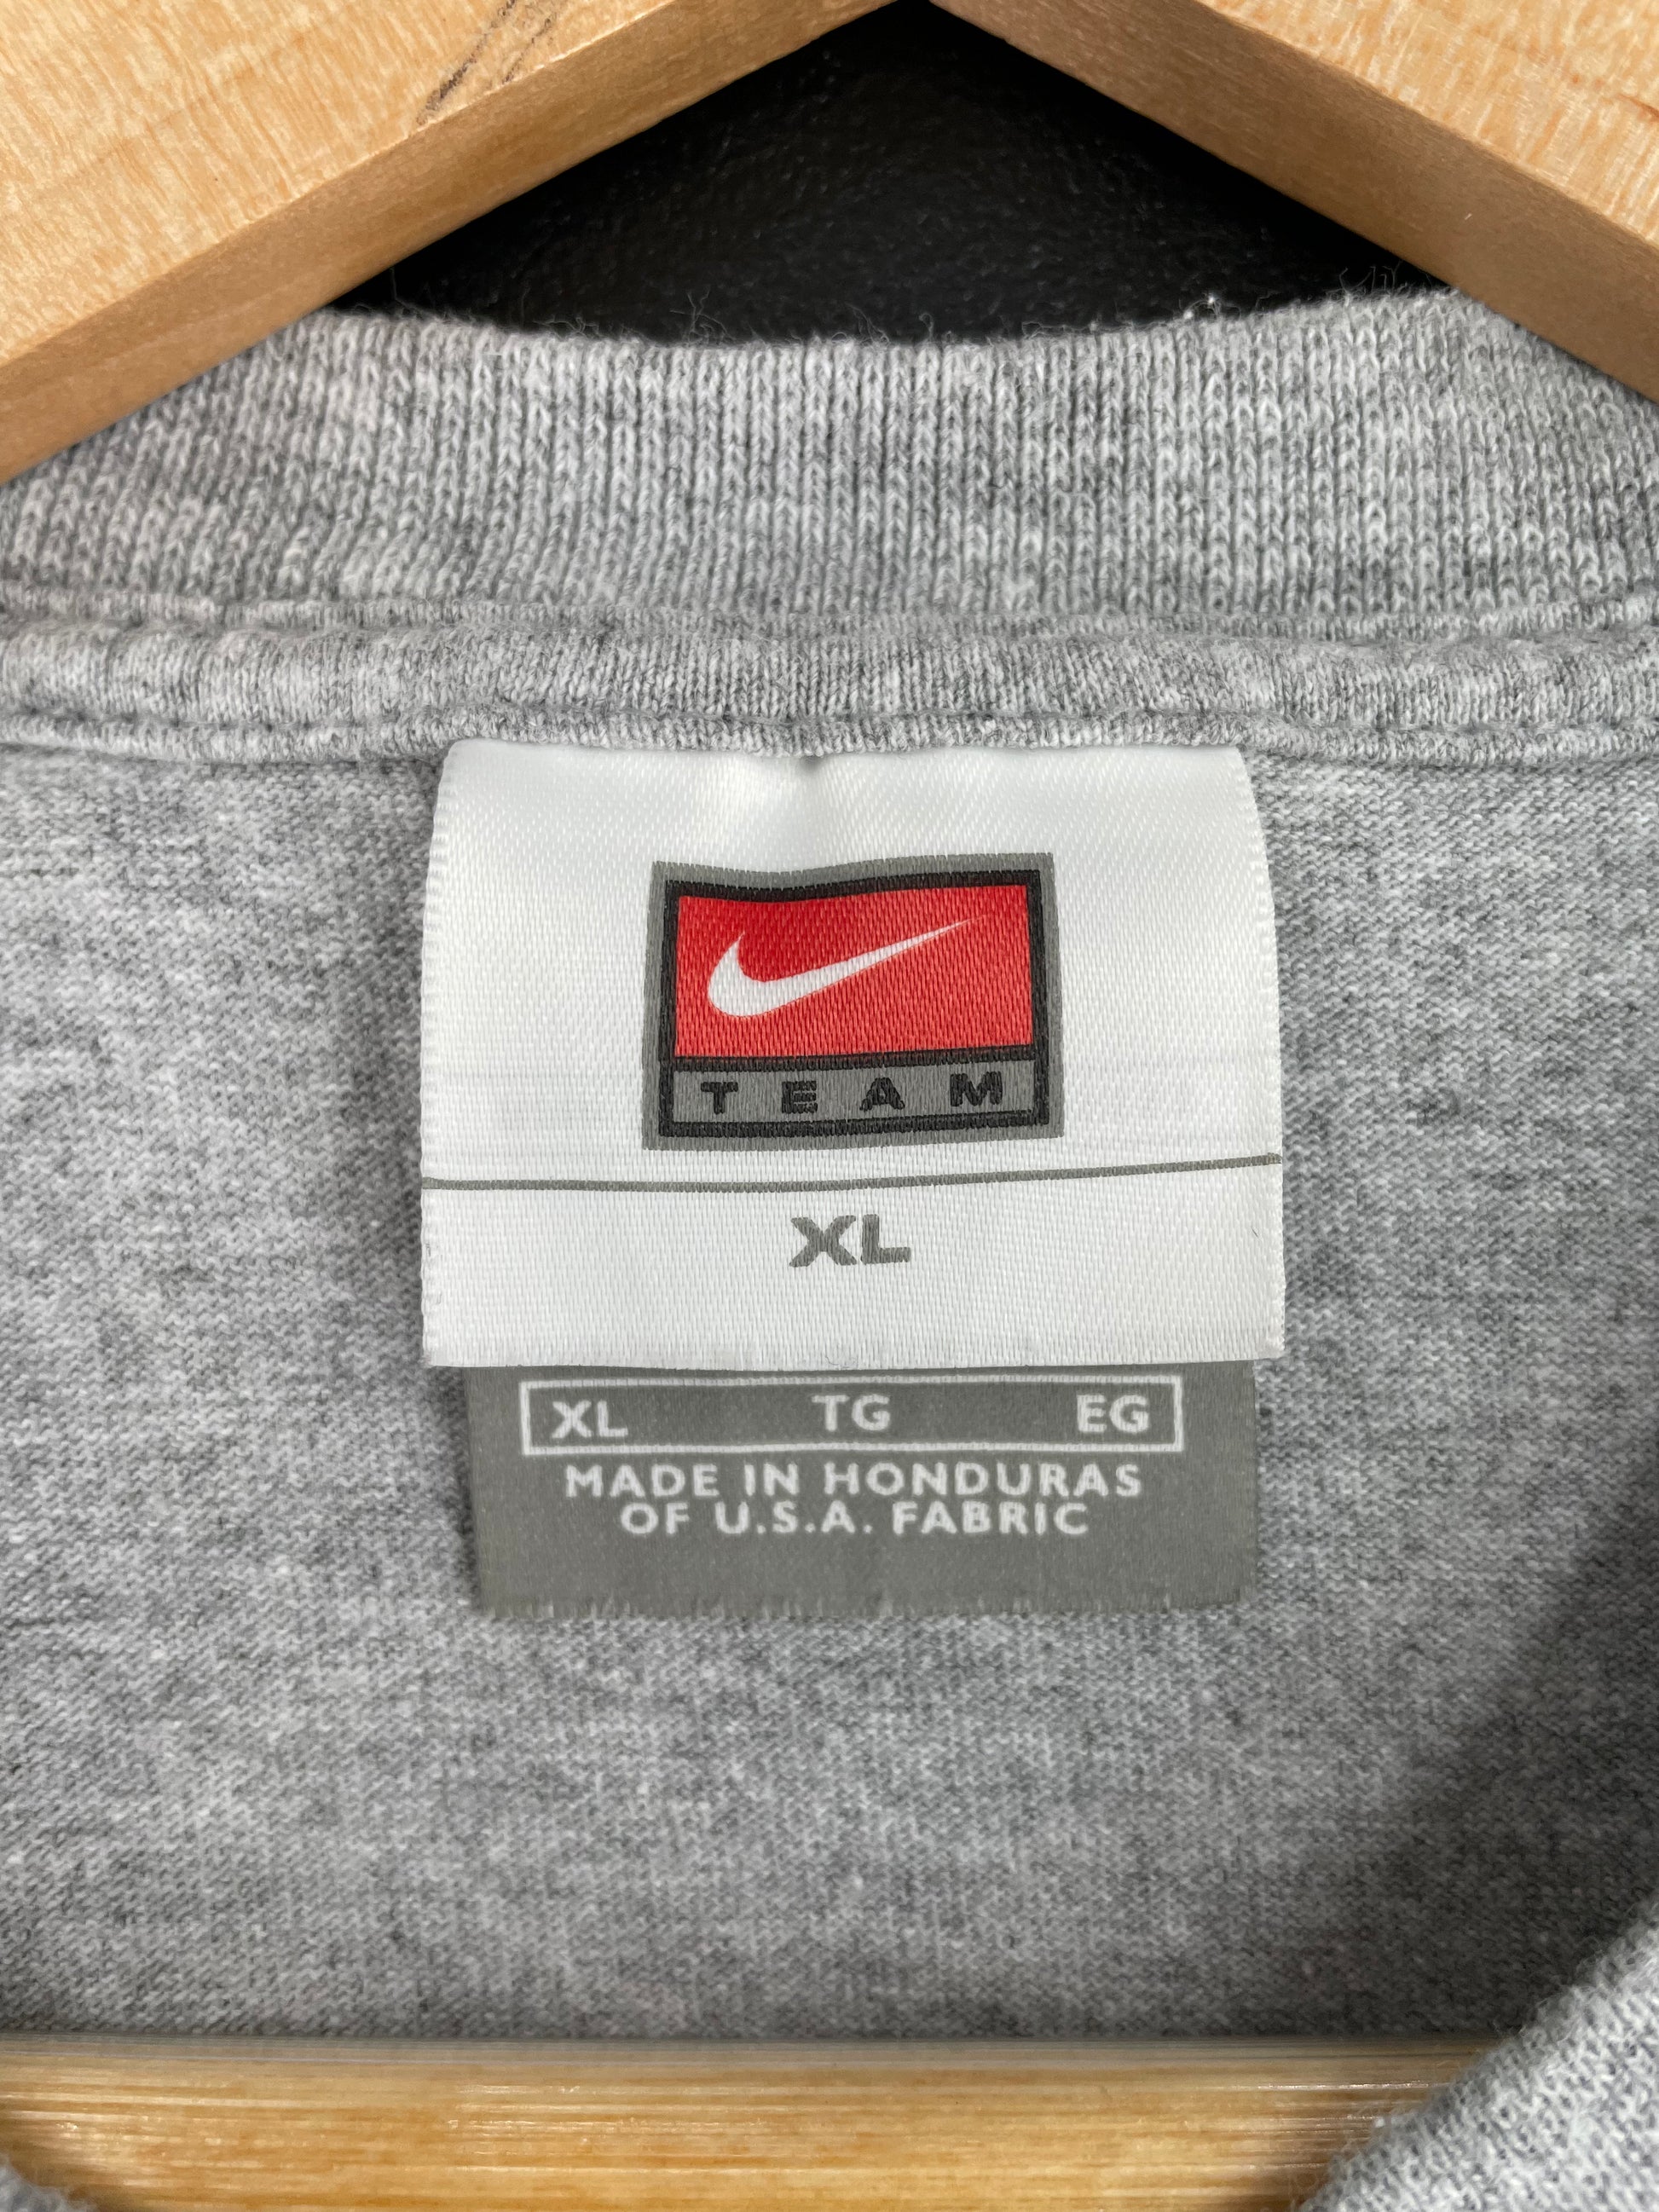 TEAM
XL
XL TG EG
MADE IN HONDURAS
OF U.S.A. FABRIC